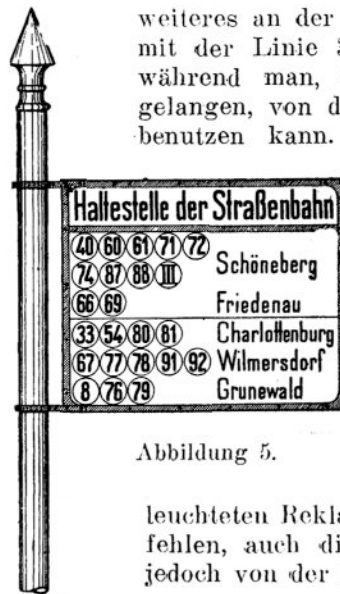 weiteres an der
mit der Linie
während man,
gelangen, von d
benutzen kann.
Haltestelle der Straßenbahn
40 60 61 71 72
74 87 88 III Schöneberg
66 69 Friedenau
33 54 80 81 Charlottenburg
67 77 78 91 92 Wilmersdorf
8 76 79 Grunewald
Abbildung 5.
leuchteten Rekla
fehlen, auch di
jedoch von der